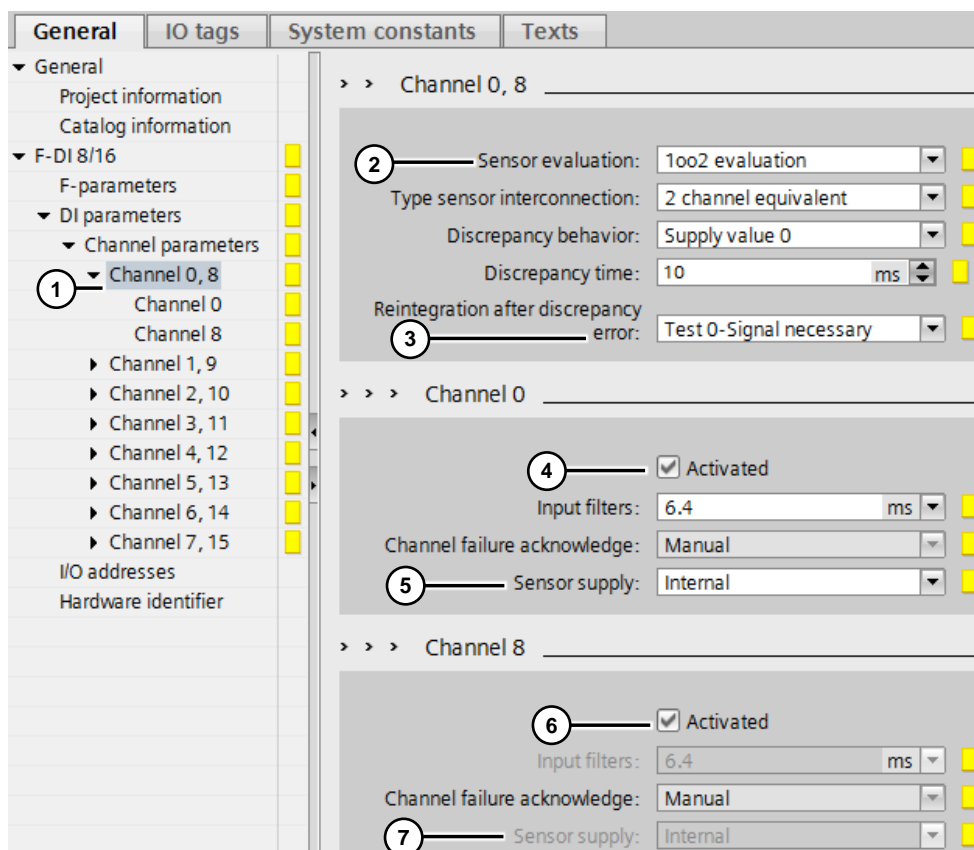 General IO tags System constants Texts
General
Project information
Catalog information
F-DI 8/16
F-parameters
DI parameters
Channel parameters
1 Channel 0, 8
Channel 0
Channel 8
Channel 1, 9
Channel 2, 10
Channel 3, 11
Channel 4, 12
Channel 5, 13
Channel 6, 14
Channel 7, 15
I/O addresses
Hardware identifier
> > Channel 0, 8
2 Sensor evaluation: 1oo2 evaluation
Type sensor interconnection: 2 channel equivalent
Discrepancy behavior: Supply value 0
Discrepancy time: 10 ms
Reintegration after discrepancy
3 error: Test 0-Signal necessary
> > > Channel 0
4 Activated
Input filters: 6.4 ms
Channel failure acknowledge: Manual
5 Sensor supply: Internal
> > > Channel 8
6 Activated
Input filters: 6.4 ms
Channel failure acknowledge: Manual
7 Sensor supply: Internal